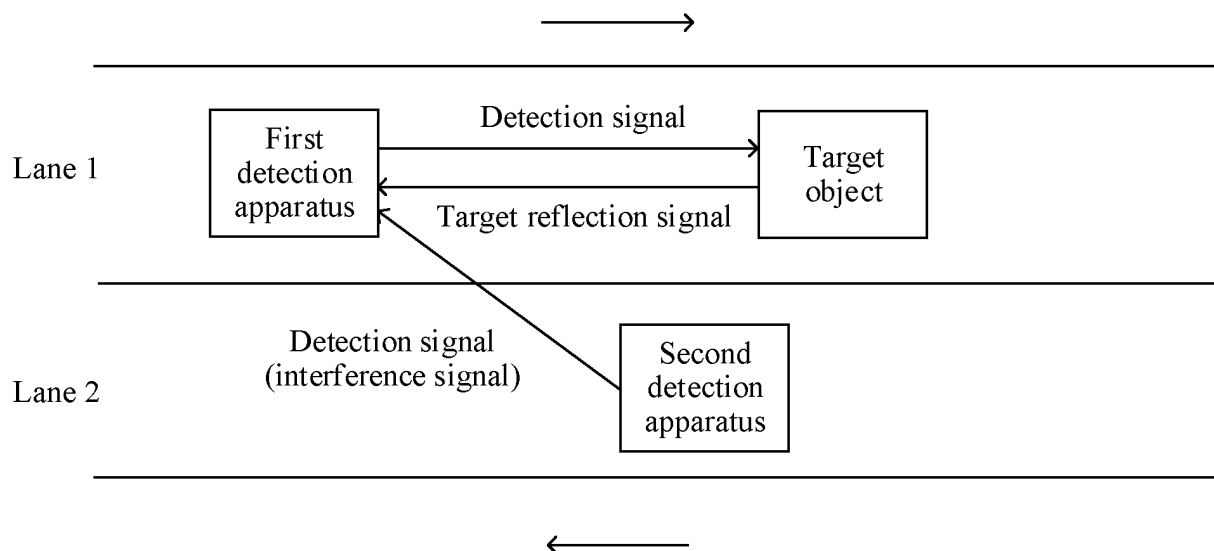 Detection signal
First
detection
apparatus
Target
object
Lane 1
Target reflection signal
Detection signal
(interference signal)
Second
detection
apparatus
Lane 2